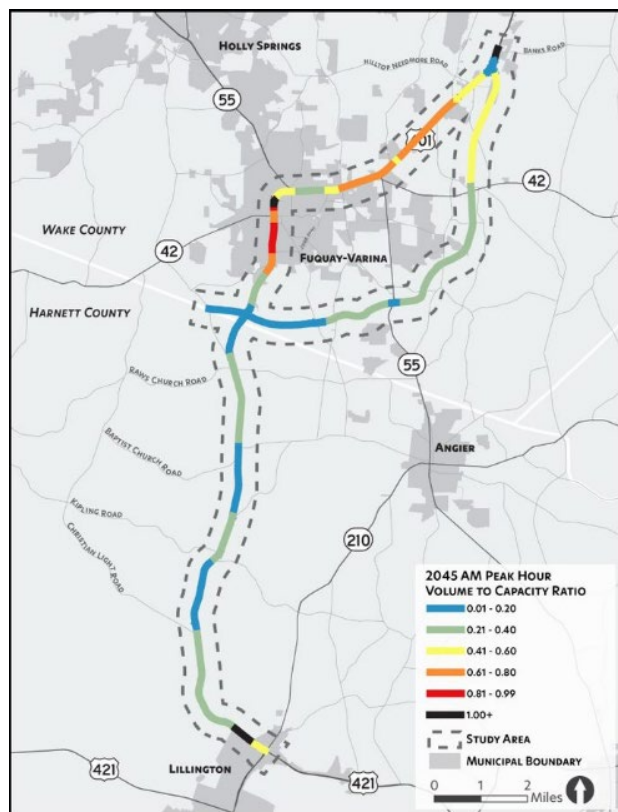 BANKS ROAD
HOLLY SPRINGS
HILLTOP NEEDMORE ROAD
55
401
42
WAKE COUNTY
42
FUQUAY-VARINA
HARNETT COUNTY
55
RAWS CHURCH ROAD
ANGIER
BAPTIST CHURCH ROAD
KIPLING ROAD
210
CHRISTIAN LIGHT ROAD
2045 AM PEAK HOUR
VOLUME TO CAPACITY RATIO
0.01 - 0.20
0.21 - 0.40
0.41 - 0.60
0.61 - 0.80
0.81 - 0.99
1.00+
STUDY AREA
MUNICIPAL BOUNDARY
421
LILLINGTON
421
0 1 2
MILES